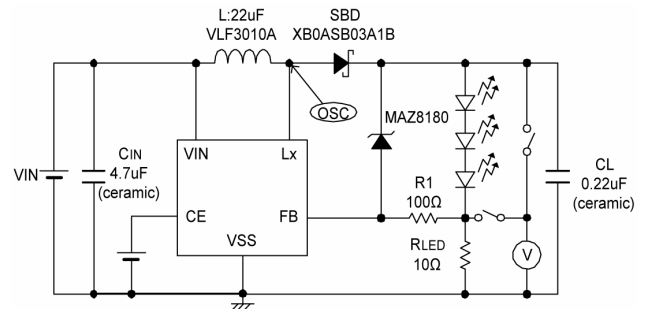 L:22uF
VLF3010A
SBD
XB0ASB03A1B
OSC
MAZ8180
VIN
CIN
4.7uF
(ceramic)
VIN
Lx
CE
FB
VSS
R1
100Ω
RLED
10Ω
V
CL
0.22uF
(ceramic)